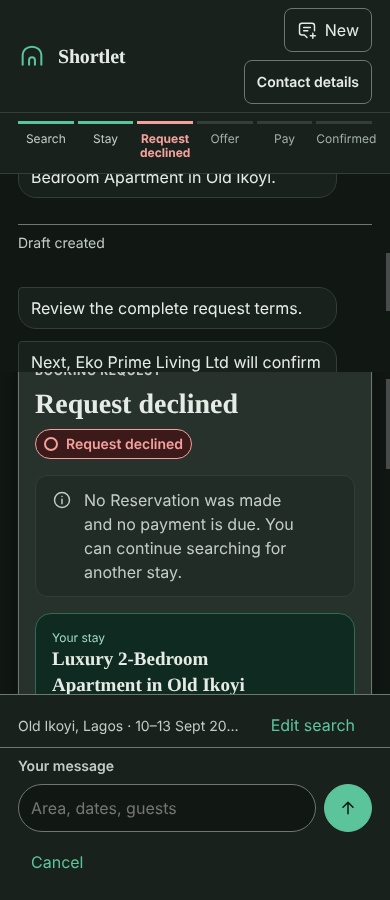 Shortlet
New
Contact details
Search
Stay
Request
declined
Offer
Pay
Confirmed
Bedroom Apartment in Old Ikoyi.
Draft created
Review the complete request terms.
Next, Eko Prime Living Ltd will confirm
BOOKING REQUEST
Request declined
Request declined
No Reservation was made
and no payment is due. You
can continue searching for
another stay.
Your stay
Luxury 2-Bedroom
Apartment in Old Ikoyi
Old Ikoyi, Lagos · 10–13 Sept 20...
Edit search
Your message
Area, dates, guests
Cancel